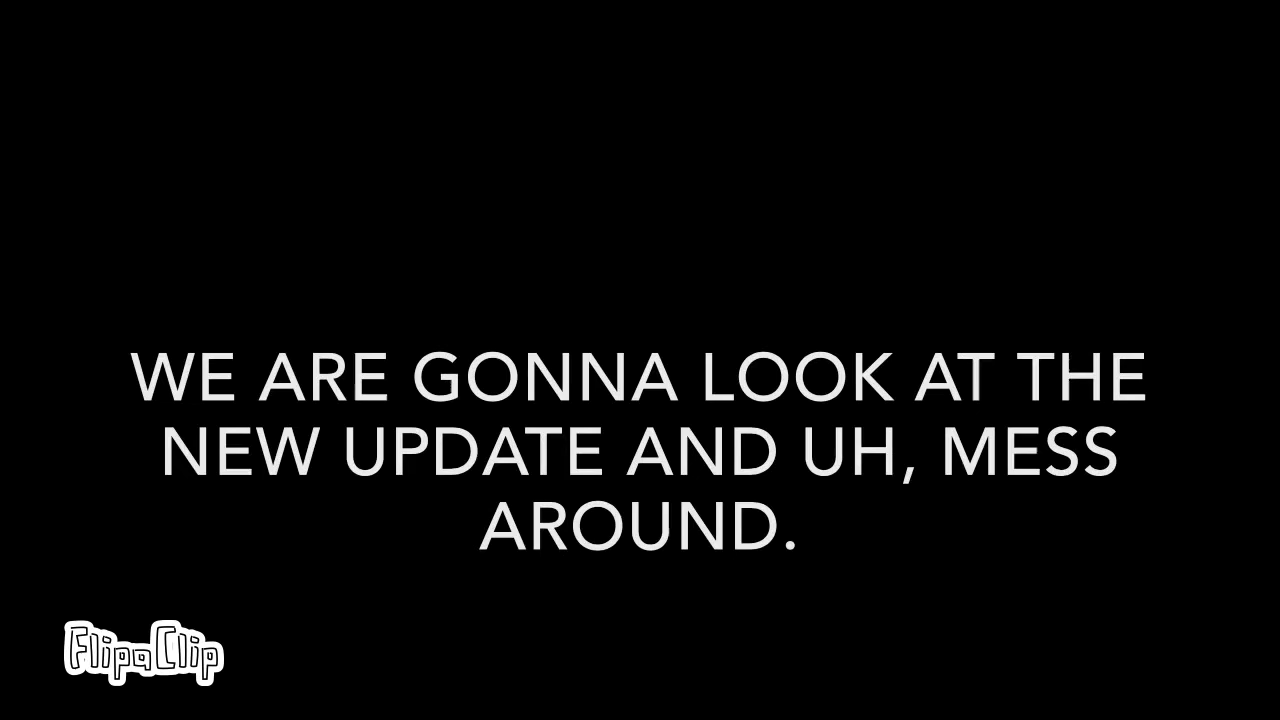 WE ARE GONNA LOOK AT THE
NEW UPDATE AND UH, MESS
AROUND.
FlipaClip